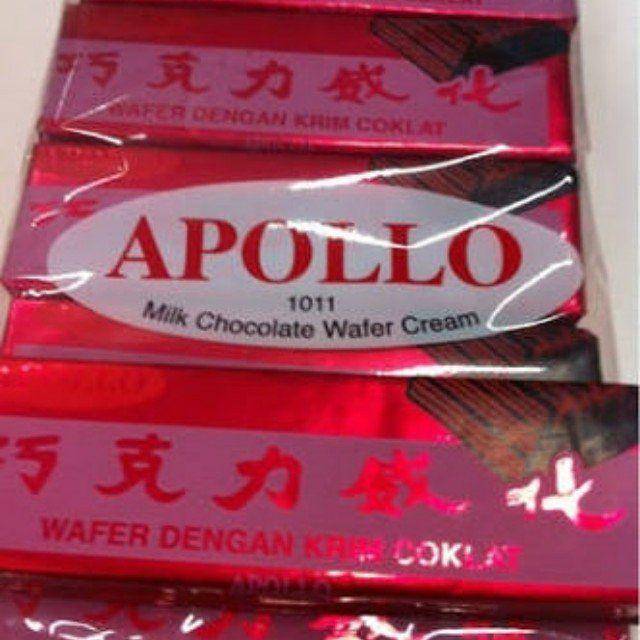 巧克力威化
WAFER DENGAN KRIM COKLAT
APOLLO
1011
Milk Chocolate Wafer Cream
巧克力威化
WAFER DENGAN KRIM COKLAT
APOLLO